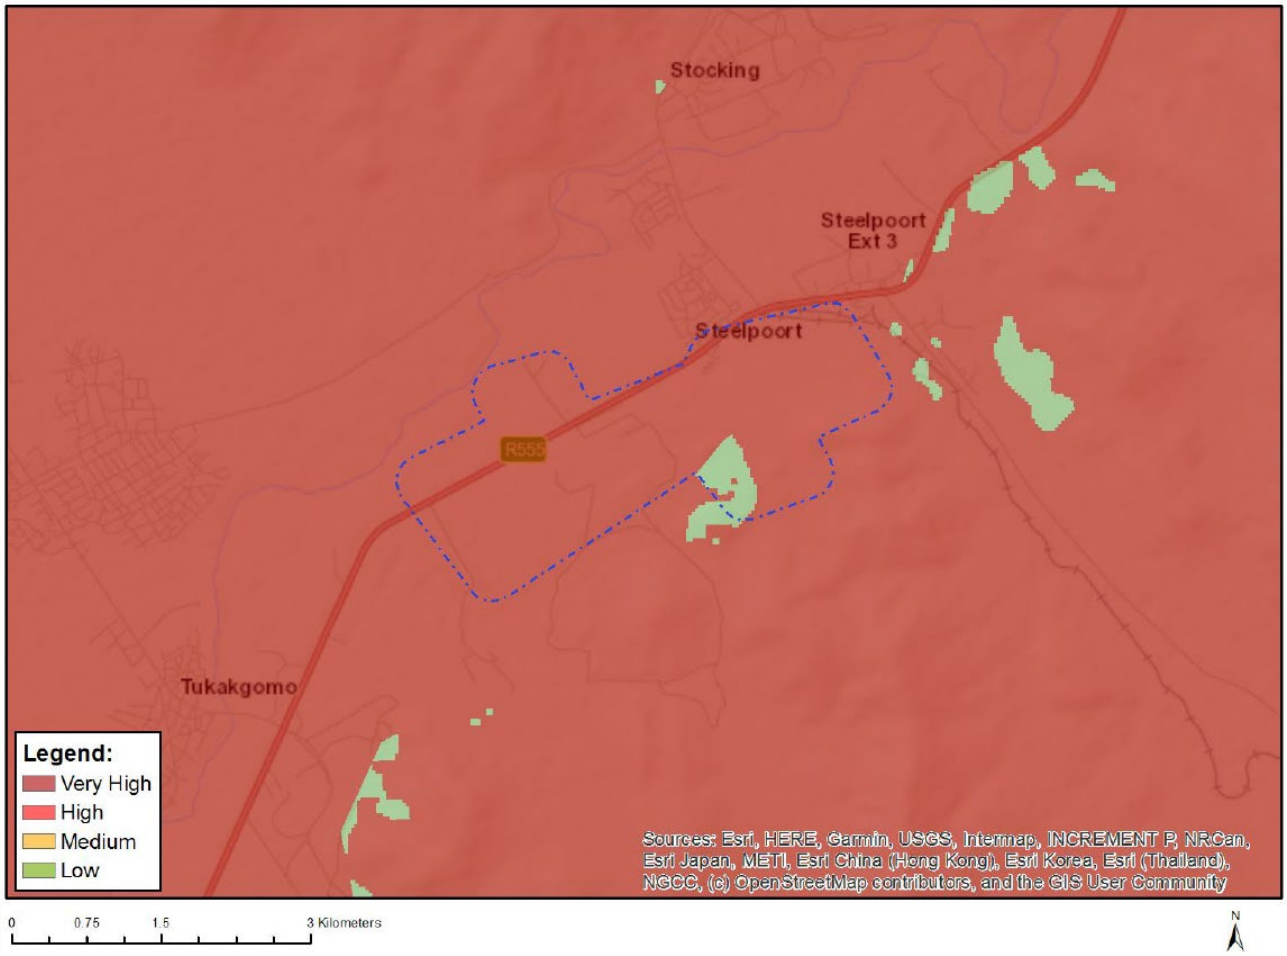 Stocking
Steelpoort
Ext 3
Steelpoort
R555
Tukakgomo
Legend:
Very High
High
Medium
Low
Sources: Esri, HERE, Garmin, USGS, Intermap, INCREMENT P, NRCan,
Esri Japan, METI, Esri China (Hong Kong), Esri Korea, Esri (Thailand),
NGCC, (c) OpenStreetMap contributors, and the GIS User Community
0 0.75 1.5 3 Kilometers
N